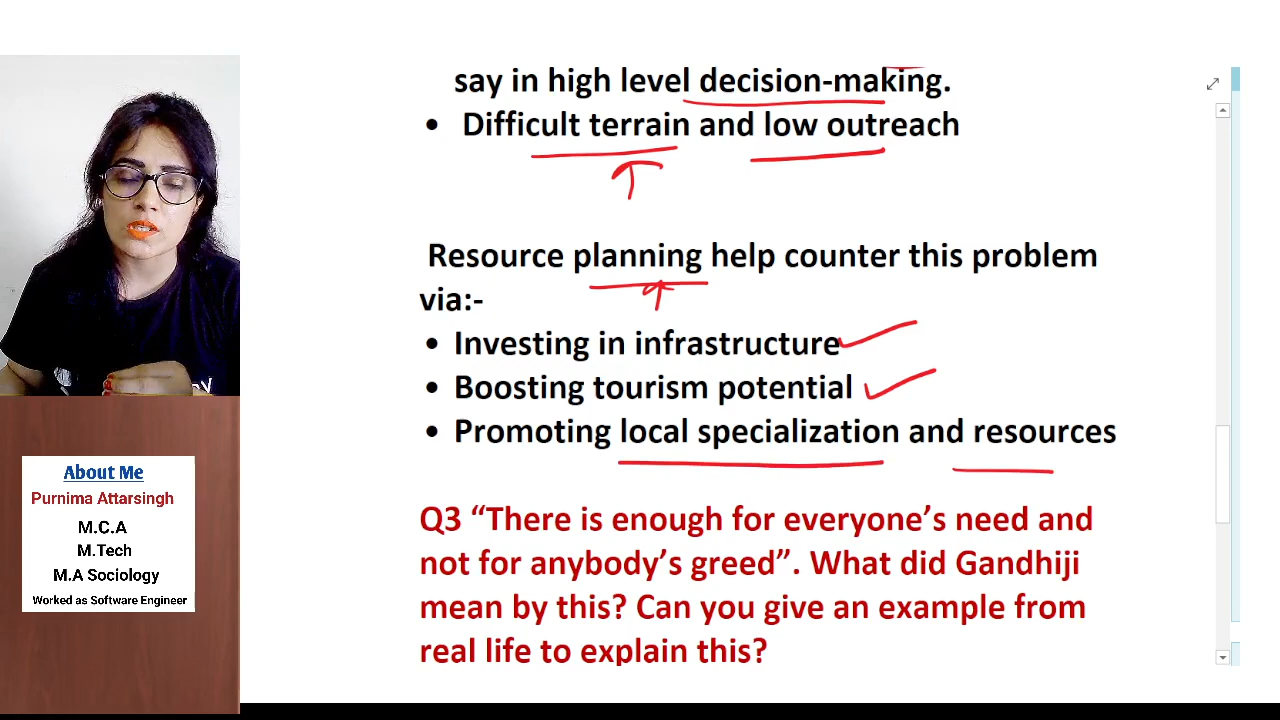 say in high level decision-making.
• Difficult terrain and low outreach
Resource planning help counter this problem
via:-
• Investing in infrastructure
• Boosting tourism potential
• Promoting local specialization and resources
Q3 “There is enough for everyone’s need and
not for anybody’s greed”. What did Gandhiji
mean by this? Can you give an example from
real life to explain this?
About Me
Purnima Attarsingh
M.C.A
M.Tech
M.A Sociology
Worked as Software Engineer